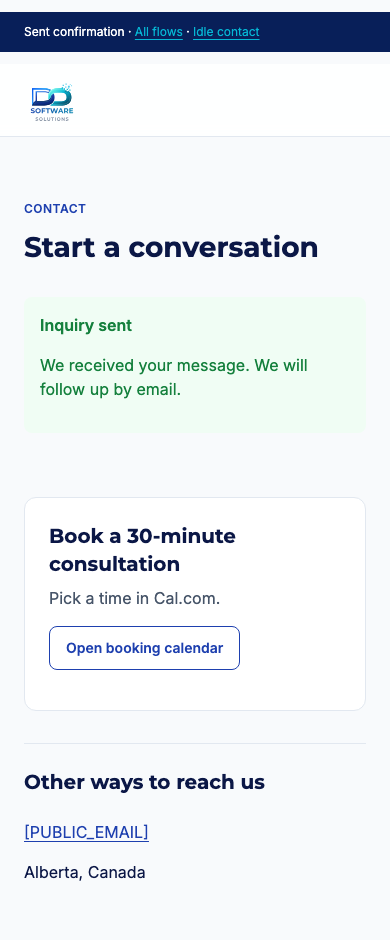 Sent confirmation · All flows · Idle contact
DO
SOFTWARE
SOLUTIONS
CONTACT
Start a conversation
Inquiry sent
We received your message. We will
follow up by email.
Book a 30-minute
consultation
Pick a time in Cal.com.
Open booking calendar
Other ways to reach us
[PUBLIC_EMAIL]
Alberta, Canada